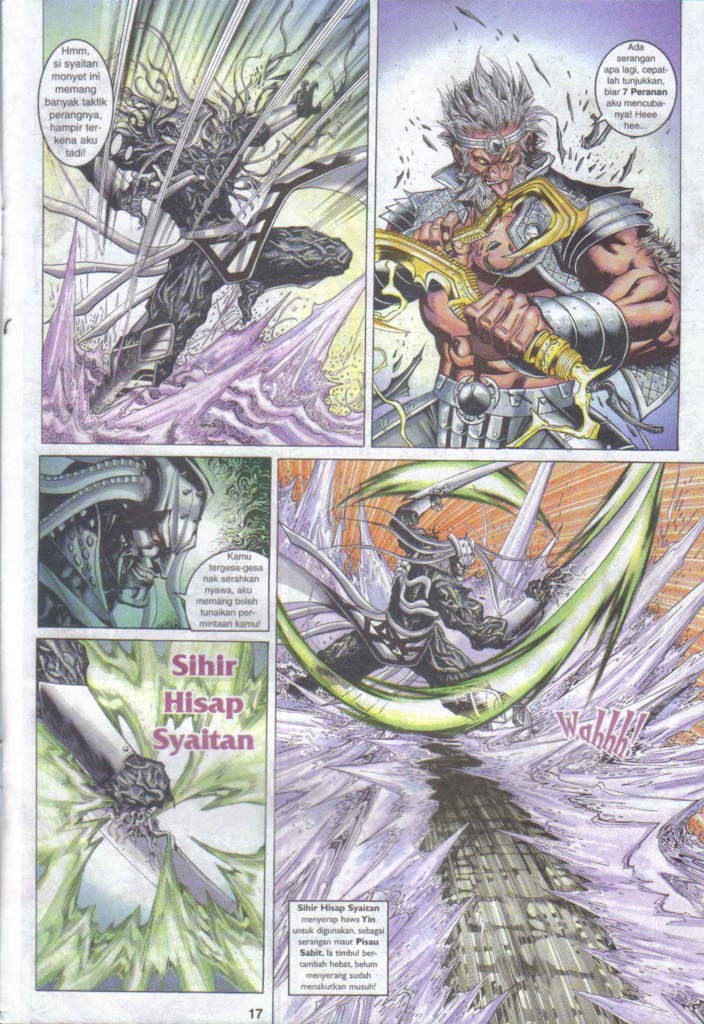 Hmm,
si syaitan
monyet ini
memang
banyak taktik
perangnya,
hampir ter-
kena aku
tadi!
Ada
serangan
apa lagi, cepat-
lah tunjukkan,
biar 7 Peranan
aku mencuba-
nya! Heee
hee...
Kamu
tergesa-gesa
nak serahkan
nyawa, aku
memang boleh
tunaikan per-
mintaan kamu!
Sihir
Hisap
Syaitan
Wahhh!
Sihir Hisap Syaitan
menyerap hawa Yin
untuk digunakan, sebagai
serangan maut Pisau
Sabit. Ia timbul ber-
tambah hebat, belum
menyerang sudah
menakutkan musuh!
17